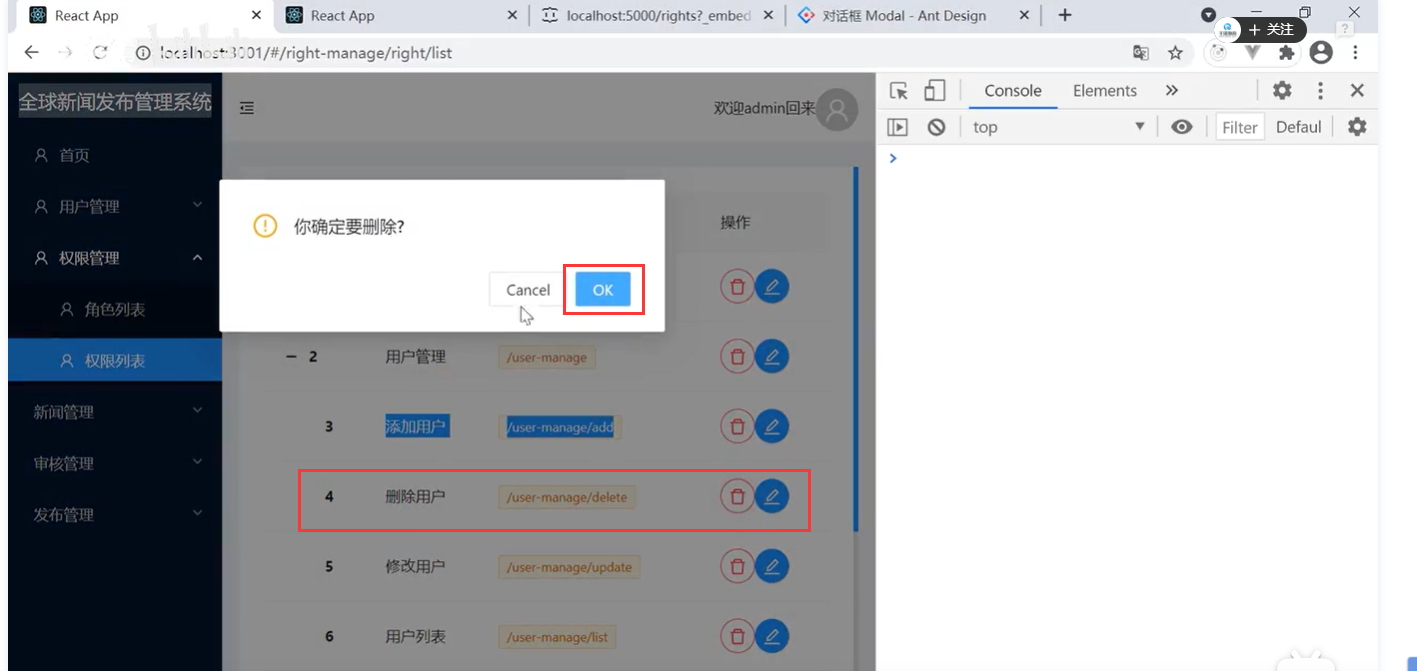 React App
React App
localhost:5000/rights?_embed
对话框 Modal - Ant Design
+ 关注
localhost:3001/#/right-manage/right/list
全球新闻发布管理系统
欢迎admin回来
Console
Elements
top
Filter
Defaul
首页
用户管理
权限管理
角色列表
权限列表
新闻管理
审核管理
发布管理
你确定要删除?
Cancel
OK
操作
2 用户管理 /user-manage
3 添加用户 /user-manage/add
4 删除用户 /user-manage/delete
5 修改用户 /user-manage/update
6 用户列表 /user-manage/list